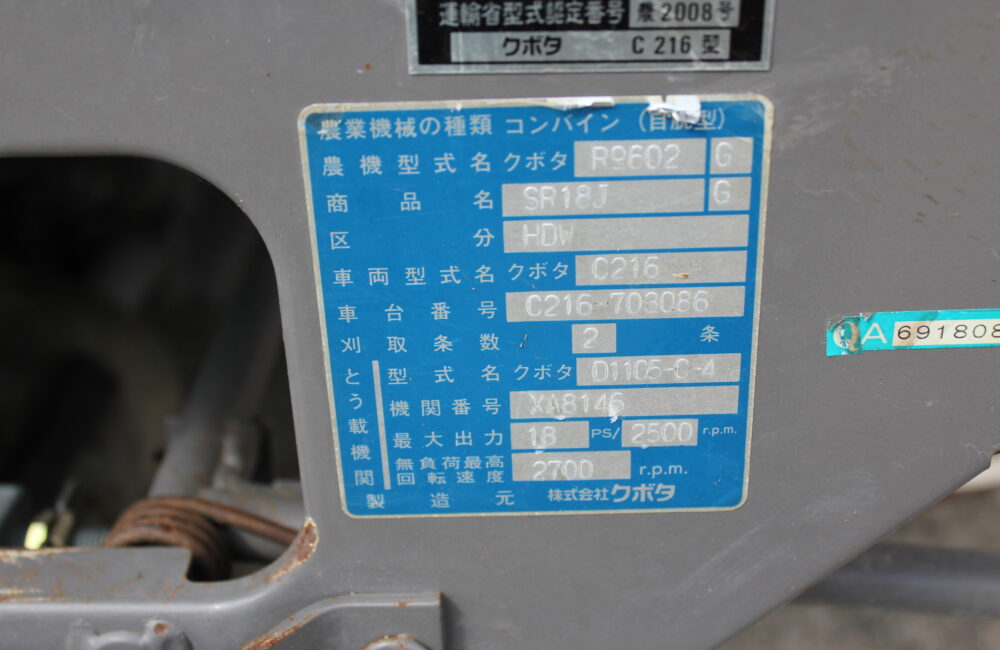 運輸省型式認定番号 農2008号
クボタ C216型
農業機械の種類 コンバイン (自脱型)
農機型式名 クボタ R9602 G
商品名 SR18J G
区分 HDW
車両型式名 クボタ C216
車台番号 C216-703086
刈取条数 2 条
とう載機関
型式名 クボタ D1105-C-4
機関番号 XA8146
最大出力 18 PS/2500 r.p.m.
無負荷最高回転速度 2700 r.p.m.
製造元 株式会社クボタ
QA 691808